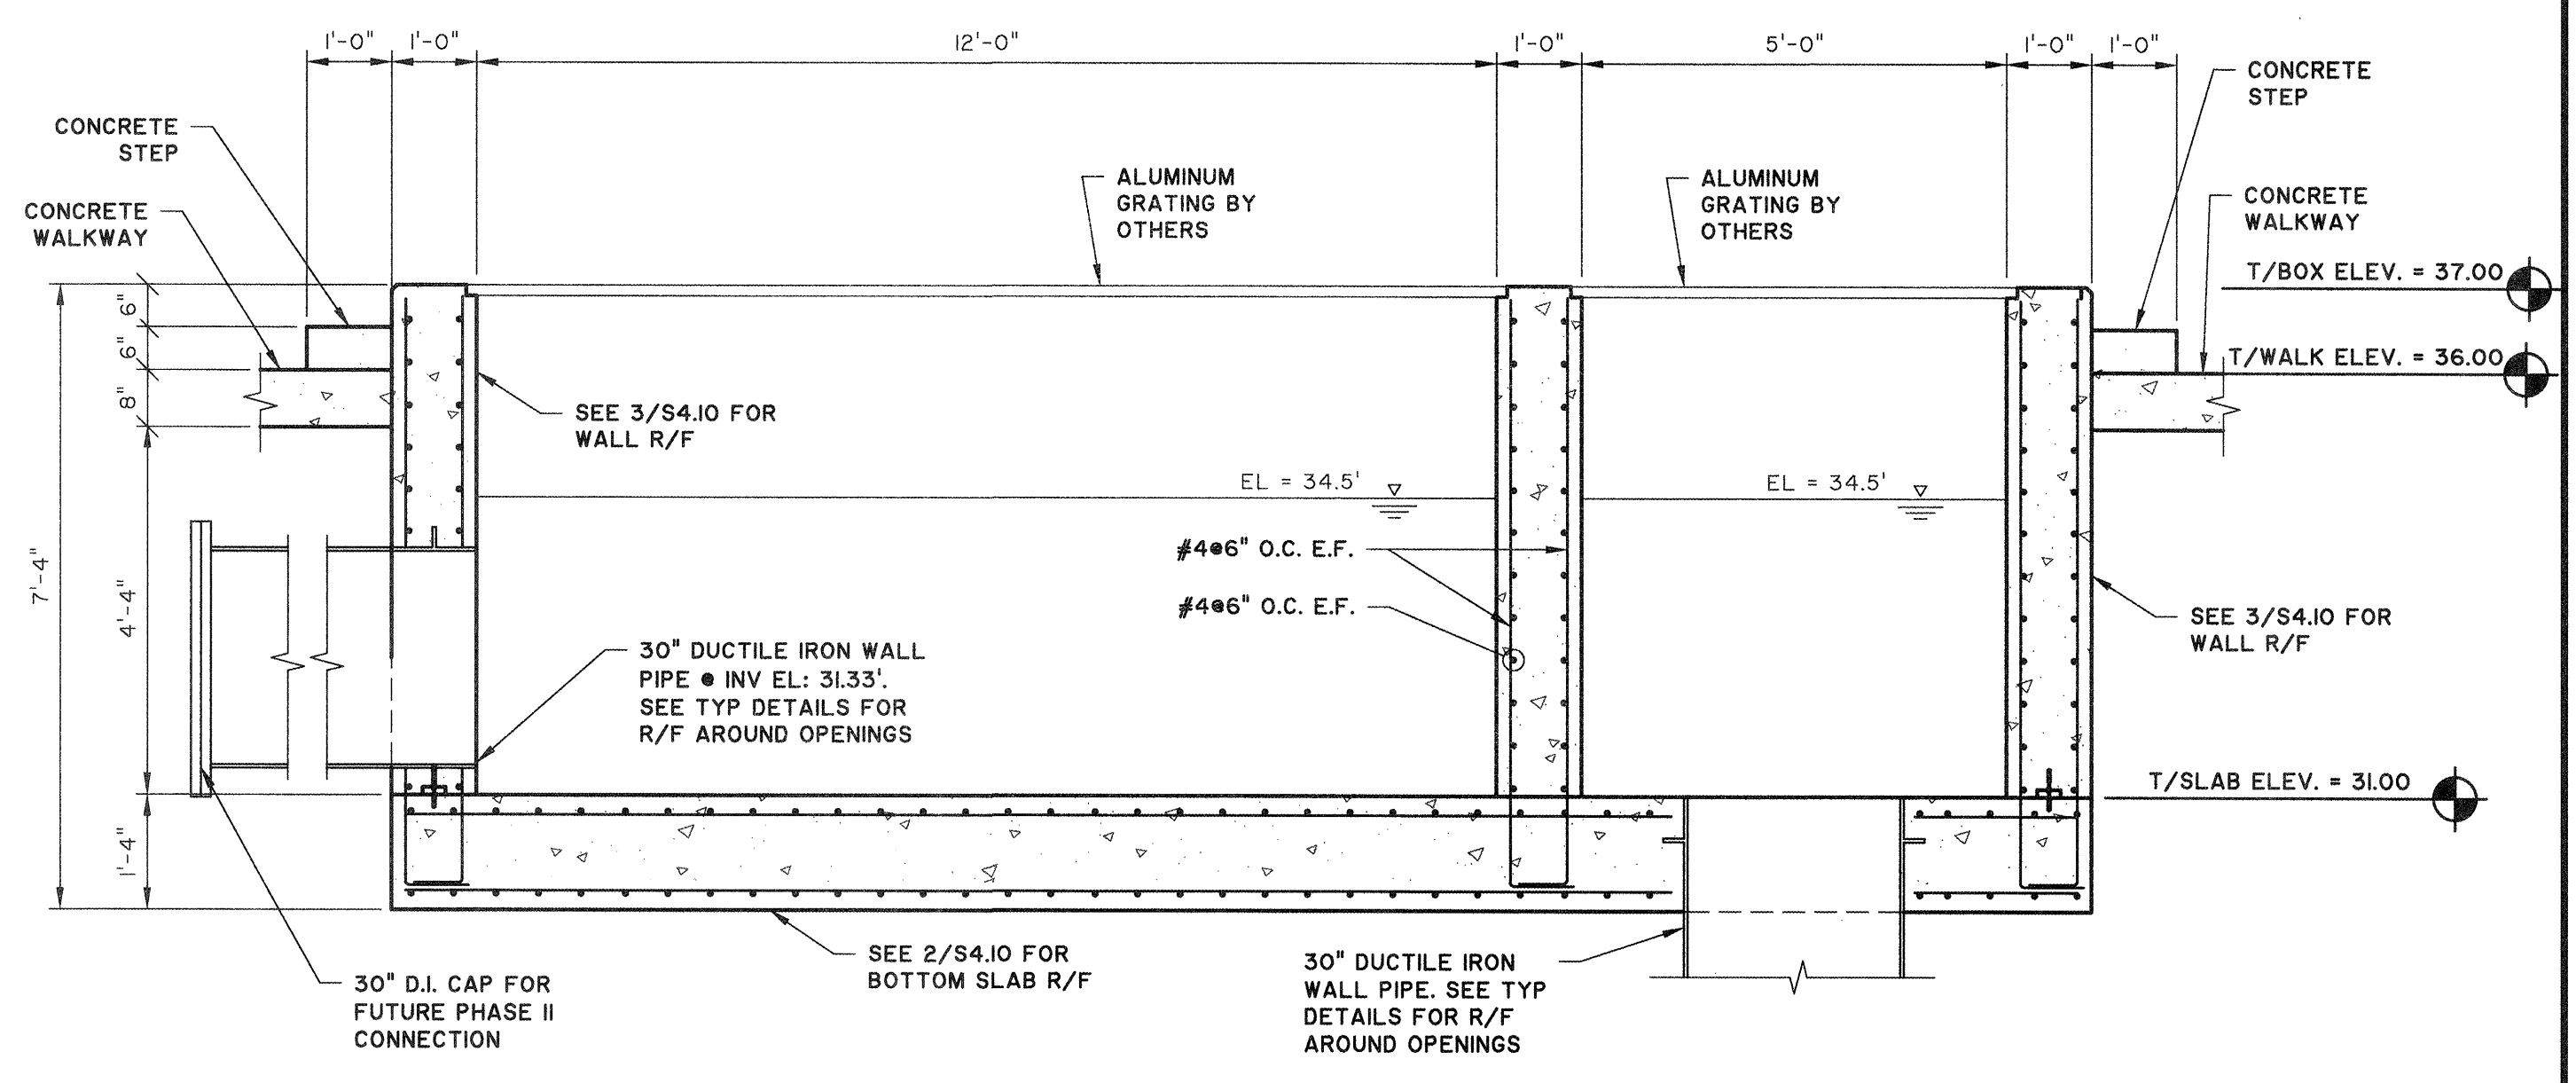 1'-0"
1'-0"
12'-0"
1'-0"
5'-0"
1'-0"
1'-0"
CONCRETE
STEP
CONCRETE
STEP
CONCRETE
WALKWAY
ALUMINUM
GRATING BY
OTHERS
ALUMINUM
GRATING BY
OTHERS
CONCRETE
WALKWAY
T/BOX ELEV. = 37.00
T/WALK ELEV. = 36.00
6"
6"
8"
SEE 3/S4.10 FOR
WALL R/F
EL = 34.5'
EL = 34.5'
#4@6" O.C. E.F.
#4@6" O.C. E.F.
7'-4"
4'-4"
SEE 3/S4.10 FOR
WALL R/F
30" DUCTILE IRON WALL
PIPE @ INV EL: 31.33'.
SEE TYP DETAILS FOR
R/F AROUND OPENINGS
T/SLAB ELEV. = 31.00
1'-4"
SEE 2/S4.10 FOR
BOTTOM SLAB R/F
30" D.I. CAP FOR
FUTURE PHASE II
CONNECTION
30" DUCTILE IRON
WALL PIPE. SEE TYP
DETAILS FOR R/F
AROUND OPENINGS